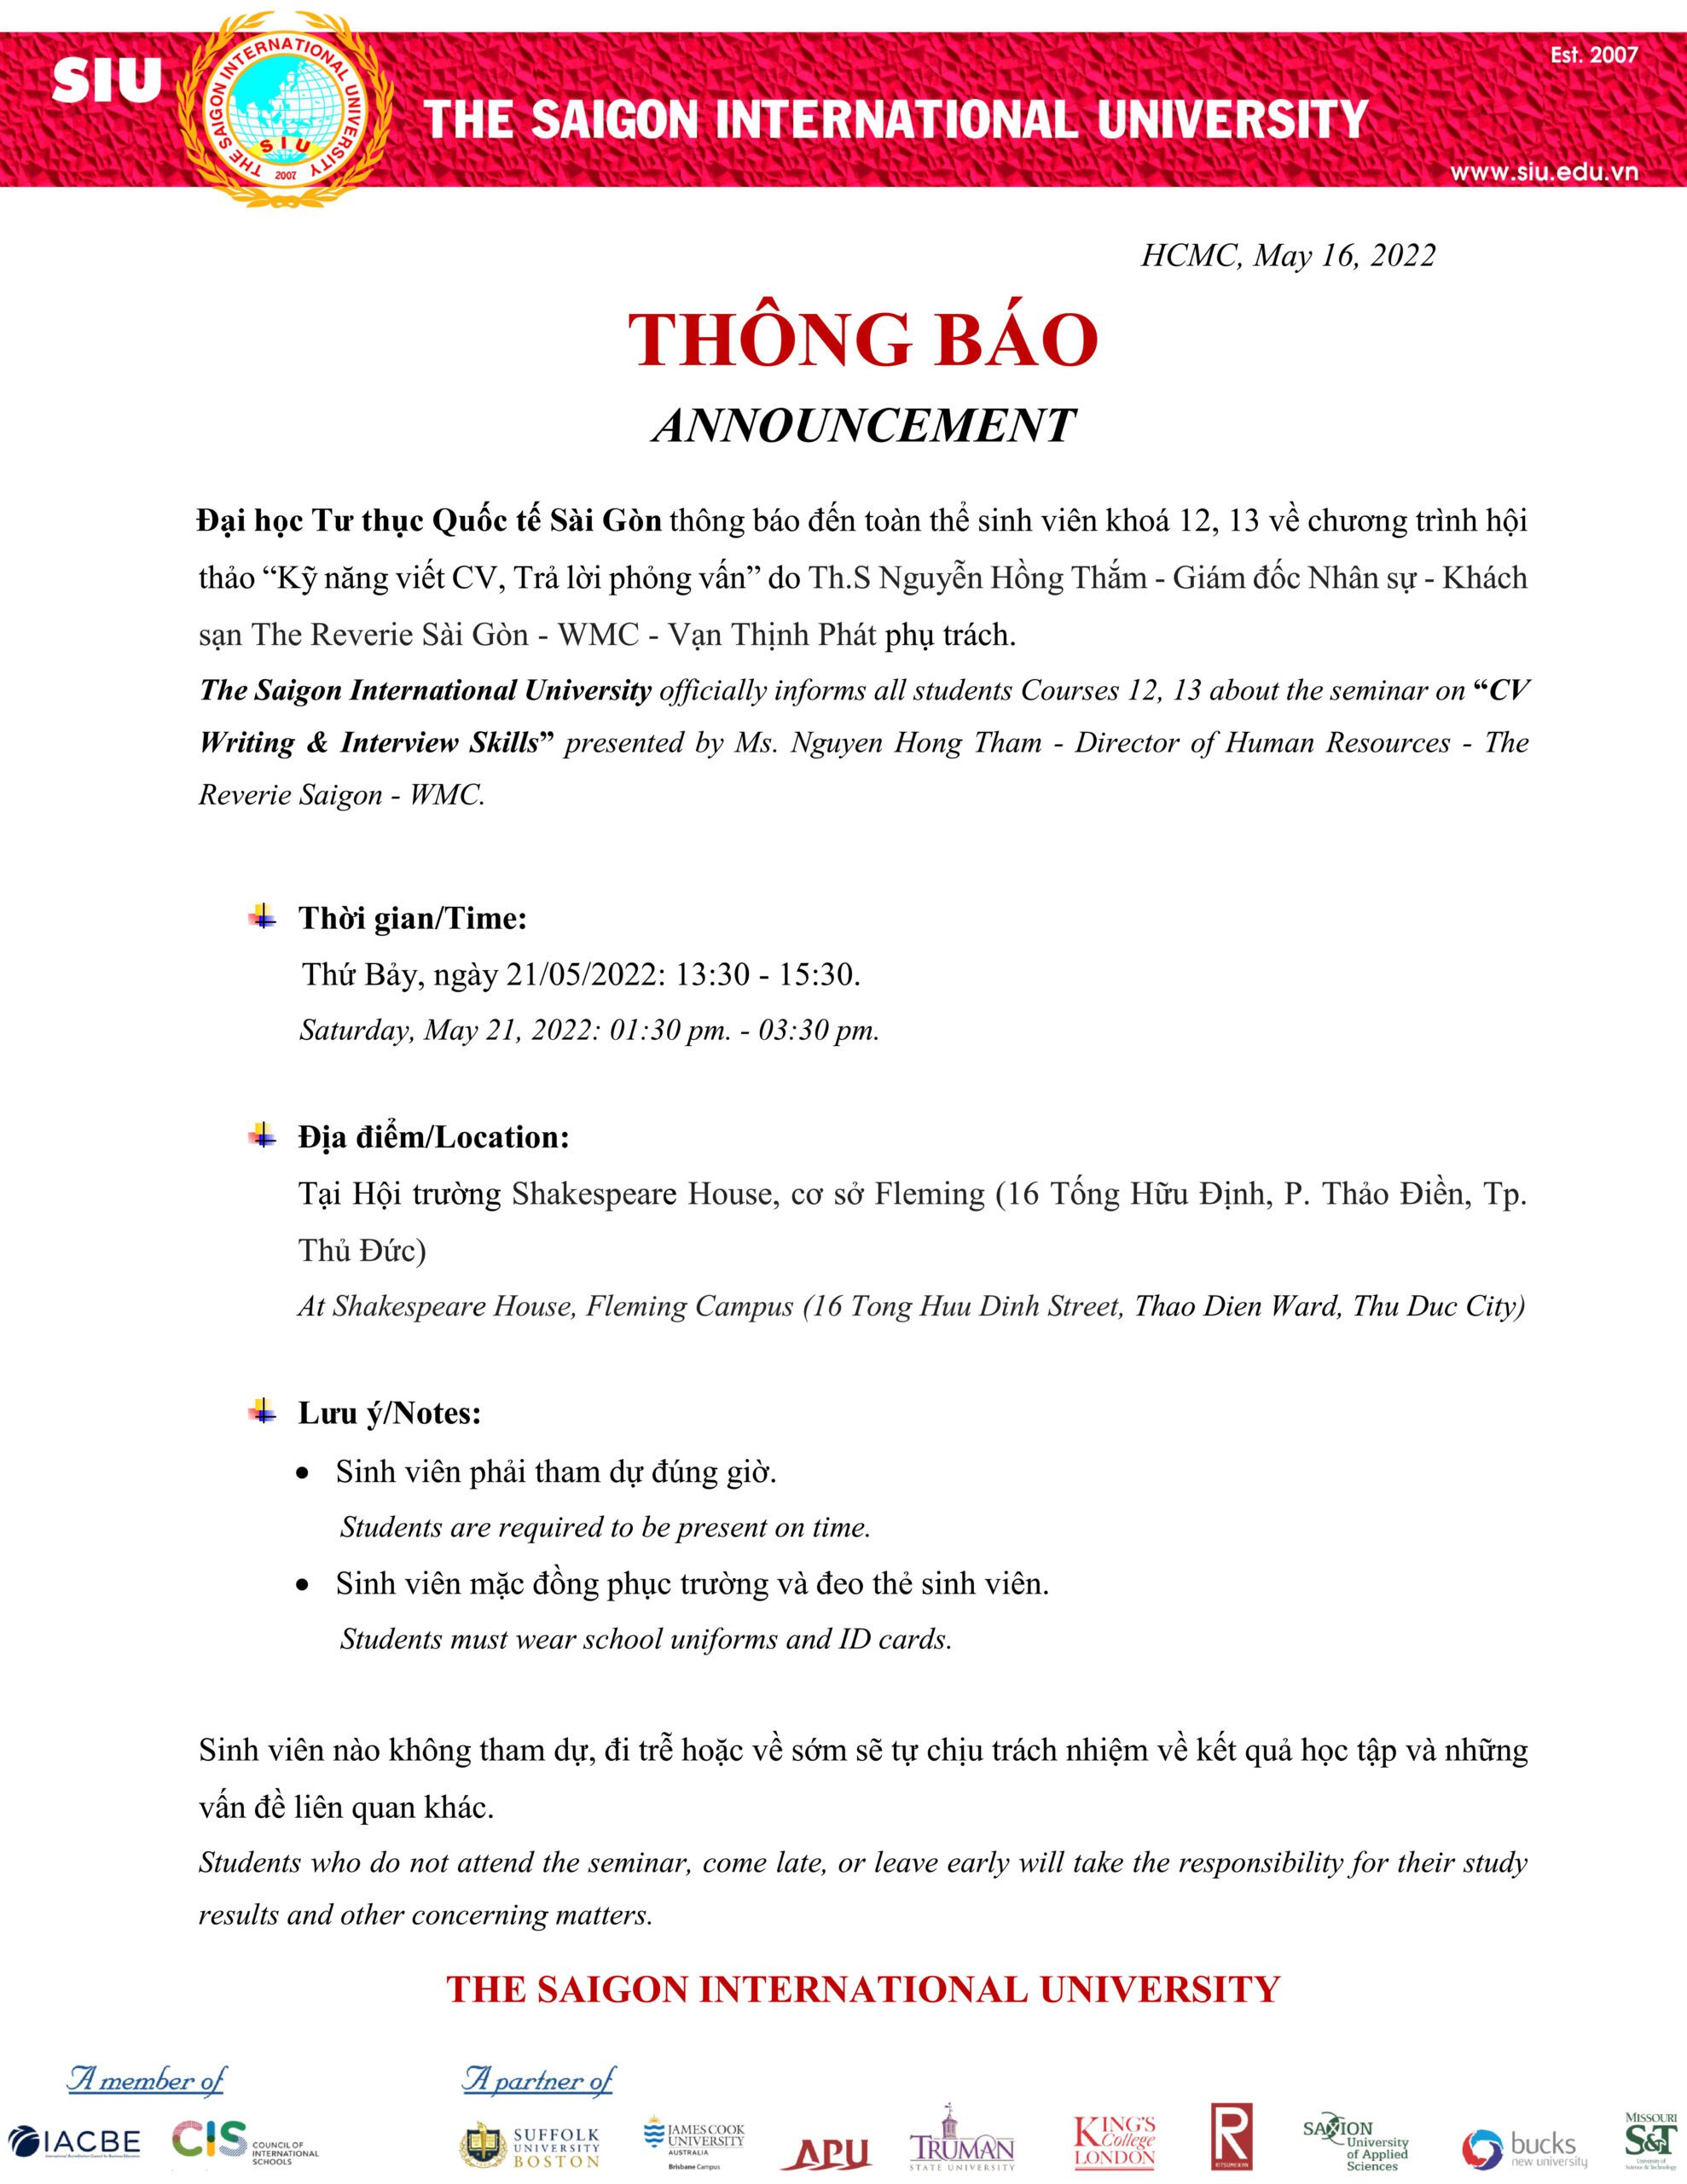 SIU
THE SAIGON INTERNATIONAL UNIVERSITY
SIU
2007
Est. 2007
THE SAIGON INTERNATIONAL UNIVERSITY
www.siu.edu.vn
HCMC, May 16, 2022
THÔNG BÁO
ANNOUNCEMENT
Đại học Tư thục Quốc tế Sài Gòn thông báo đến toàn thể sinh viên khoá 12, 13 về chương trình hội
thảo “Kỹ năng viết CV, Trả lời phỏng vấn” do Th.S Nguyễn Hồng Thắm - Giám đốc Nhân sự - Khách
sạn The Reverie Sài Gòn - WMC - Vạn Thịnh Phát phụ trách.
The Saigon International University officially informs all students Courses 12, 13 about the seminar on “CV
Writing & Interview Skills” presented by Ms. Nguyen Hong Tham - Director of Human Resources - The
Reverie Saigon - WMC.
Thời gian/Time:
Thứ Bảy, ngày 21/05/2022: 13:30 - 15:30.
Saturday, May 21, 2022: 01:30 pm. - 03:30 pm.
Địa điểm/Location:
Tại Hội trường Shakespeare House, cơ sở Fleming (16 Tống Hữu Định, P. Thảo Điền, Tp.
Thủ Đức)
At Shakespeare House, Fleming Campus (16 Tong Huu Dinh Street, Thao Dien Ward, Thu Duc City)
Lưu ý/Notes:
• Sinh viên phải tham dự đúng giờ.
Students are required to be present on time.
• Sinh viên mặc đồng phục trường và đeo thẻ sinh viên.
Students must wear school uniforms and ID cards.
Sinh viên nào không tham dự, đi trễ hoặc về sớm sẽ tự chịu trách nhiệm về kết quả học tập và những
vấn đề liên quan khác.
Students who do not attend the seminar, come late, or leave early will take the responsibility for their study
results and other concerning matters.
THE SAIGON INTERNATIONAL UNIVERSITY
A member of
A partner of
IACBE
CIS
COUNCIL OF
INTERNATIONAL
SCHOOLS
SUFFOLK
UNIVERSITY
BOSTON
JAMES COOK
UNIVERSITY
AUSTRALIA
Brisbane Campus
APU
TRUMAN
STATE UNIVERSITY
KING'S
College
LONDON
R
RITSUMEIKAN
SAXION
University
of Applied
Sciences
bucks
new university
MISSOURI
S&T
University of
Science & Technology